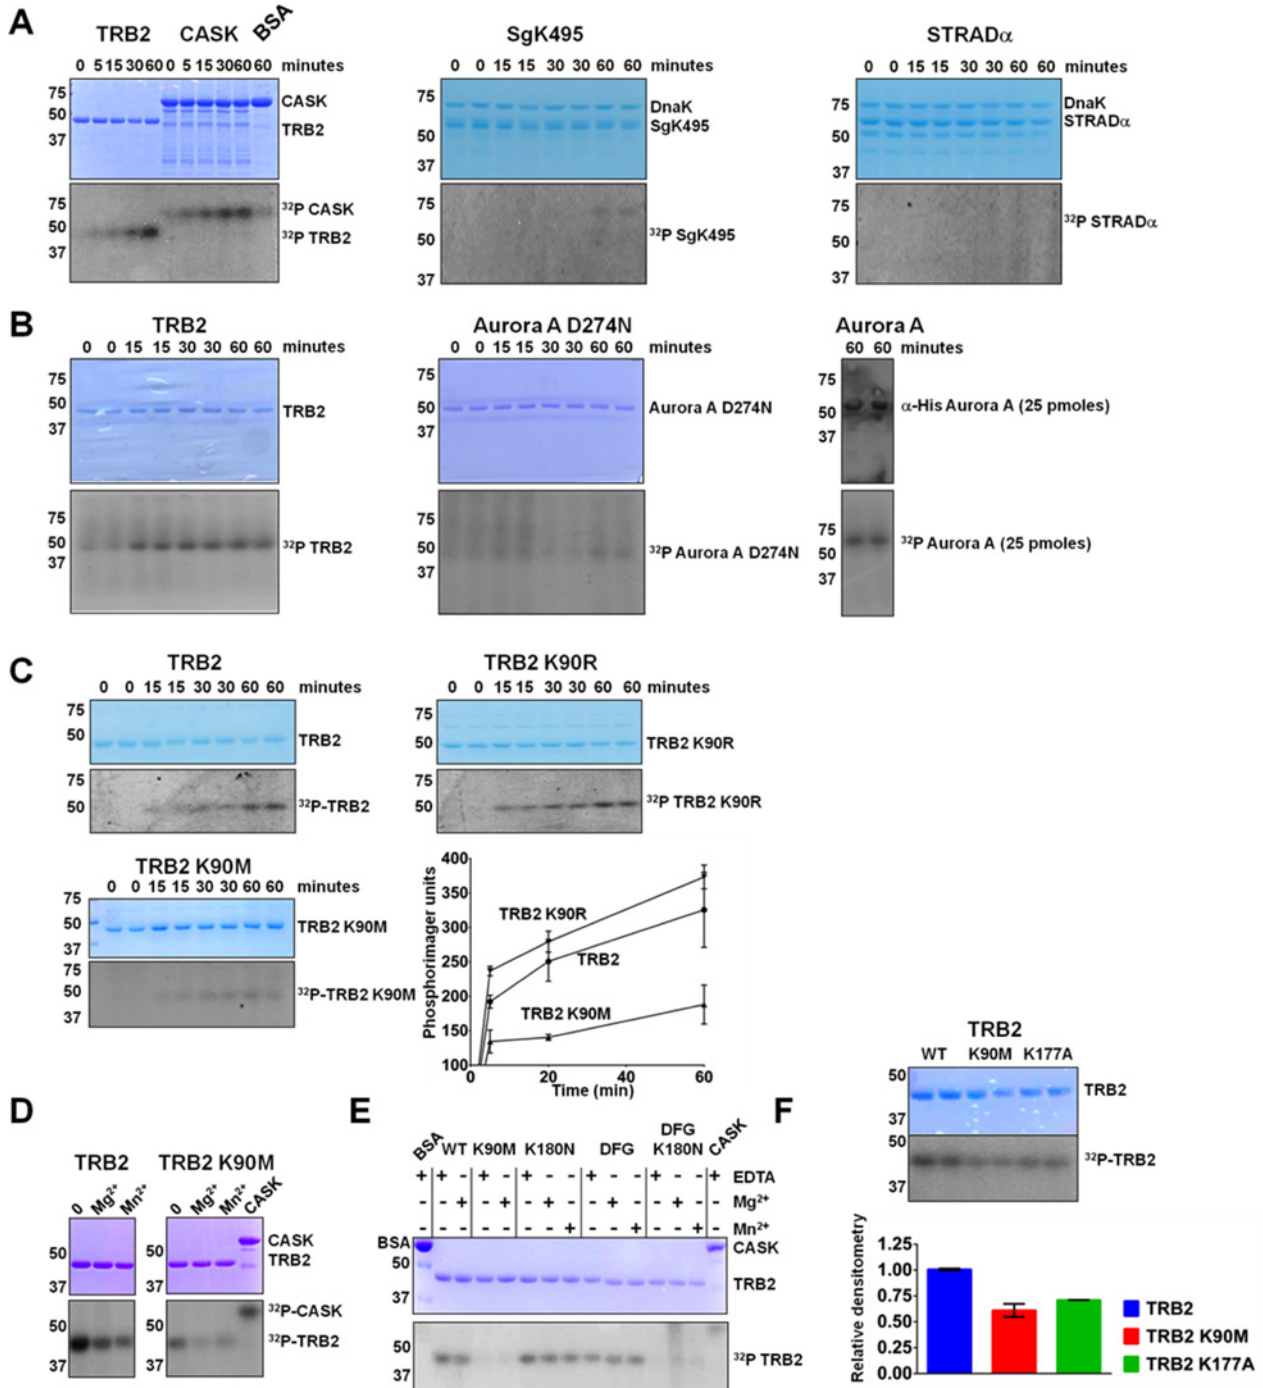 A
TRB2 CASK BSA
0 5 15 30 60 0 5 15 30 60 60 minutes
75
50
37
CASK
TRB2
75
50
37
³²P CASK
³²P TRB2
SgK495
0 0 15 15 30 30 60 60 minutes
75
50
37
DnaK
SgK495
75
50
37
³²P SgK495
STRADα
0 0 15 15 30 30 60 60 minutes
75
50
37
DnaK
STRADα
75
50
37
³²P STRADα
B
TRB2
0 0 15 15 30 30 60 60 minutes
75
50
37
TRB2
75
50
37
³²P TRB2
Aurora A D274N
0 0 15 15 30 30 60 60 minutes
75
50
37
Aurora A D274N
75
50
37
³²P Aurora A D274N
Aurora A
60 60 minutes
75
50
37
α-His Aurora A (25 pmoles)
75
50
37
³²P Aurora A (25 pmoles)
C
TRB2
0 0 15 15 30 30 60 60 minutes
75
50
TRB2
75
50
³²P-TRB2
TRB2 K90R
0 0 15 15 30 30 60 60 minutes
75
50
TRB2 K90R
75
50
³²P TRB2 K90R
TRB2 K90M
0 0 15 15 30 30 60 60 minutes
75
50
37
TRB2 K90M
75
50
37
³²P-TRB2 K90M
Phosphorimager units
400
350
300
250
200
150
100
TRB2 K90R
TRB2
TRB2 K90M
0 20 40 60
Time (min)
D
TRB2 TRB2 K90M
0 Mg²⁺ Mn²⁺ 0 Mg²⁺ Mn²⁺ CASK
50
37
50
37
CASK
TRB2
50
37
50
37
³²P-CASK
³²P-TRB2
E
BSA WT K90M K180N DFG DFG K180N CASK
+ + - + - + - - + - - + - - + EDTA
- - + - + - + - - + - - + - - Mg²⁺
- - - - - - - + - - + - - + - Mn²⁺
BSA
50
37
CASK
TRB2
50
37
³²P TRB2
F
TRB2
WT K90M K177A
50
37
TRB2
50
37
³²P-TRB2
Relative densitometry
1.25
1.00
0.75
0.50
0.25
0.00
TRB2
TRB2 K90M
TRB2 K177A